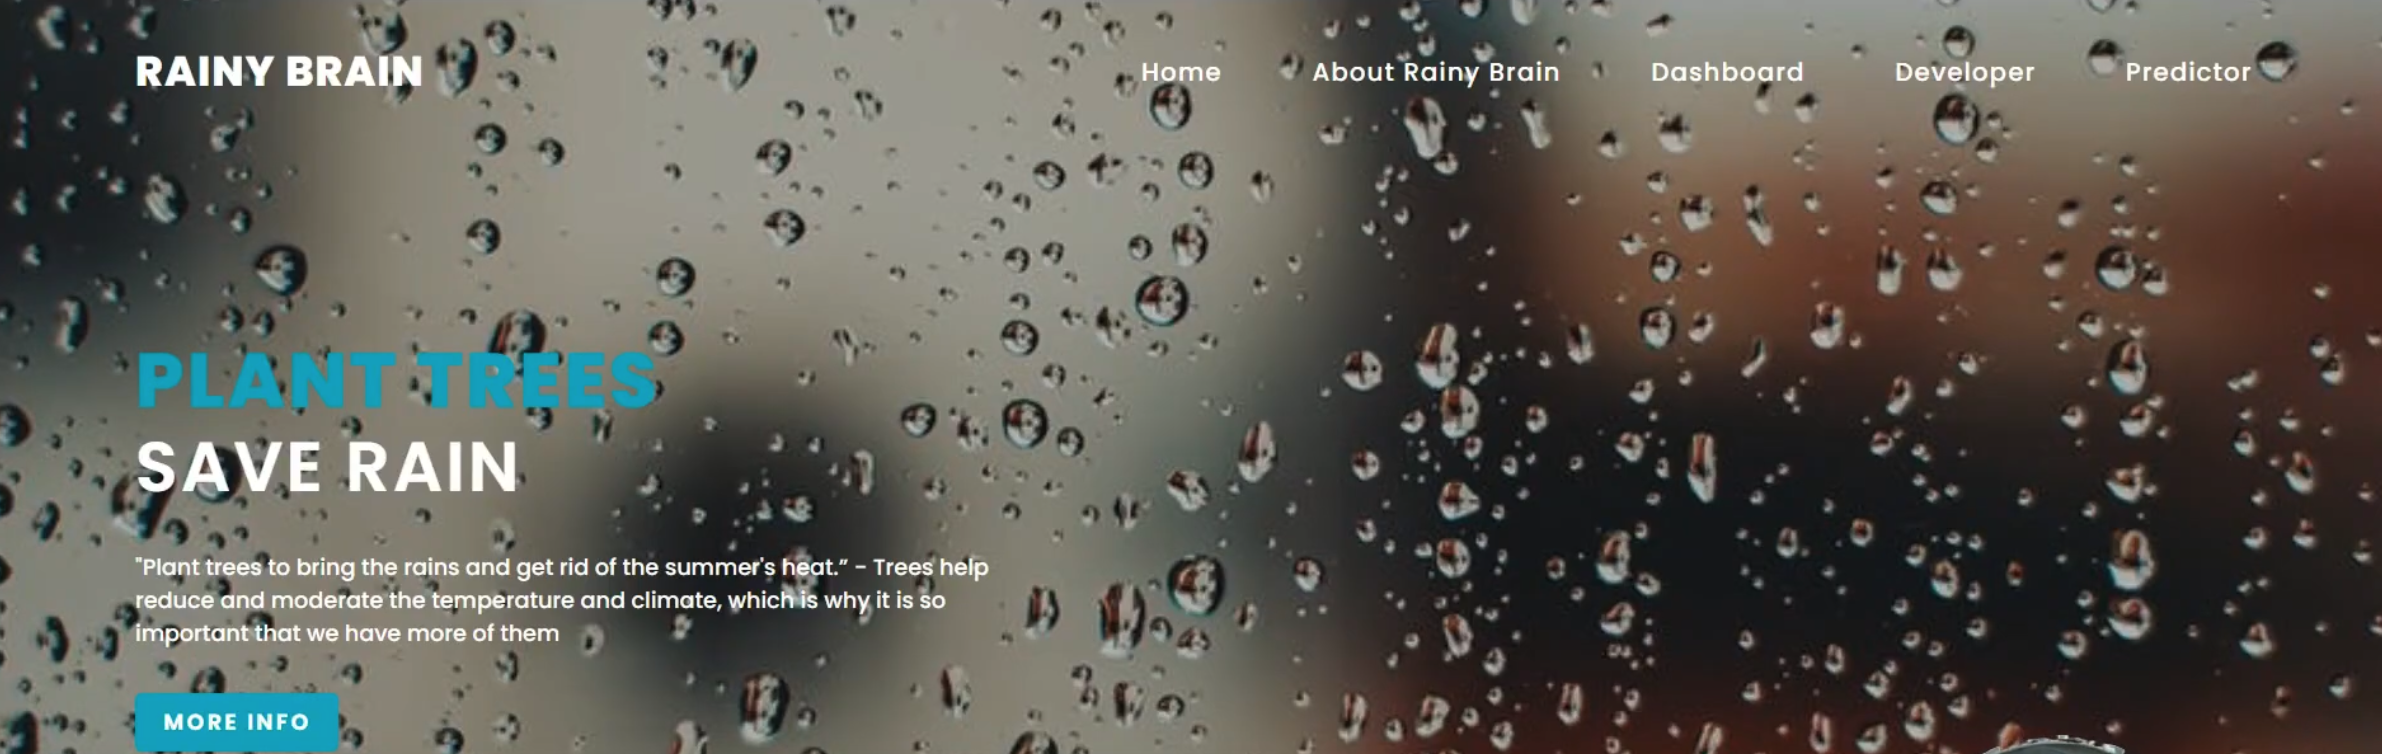 RAINY BRAIN
Home About Rainy Brain Dashboard Developer Predictor
PLANT TREES
SAVE RAIN
"Plant trees to bring the rains and get rid of the summer's heat.” - Trees help
reduce and moderate the temperature and climate, which is why it is so
important that we have more of them
MORE INFO